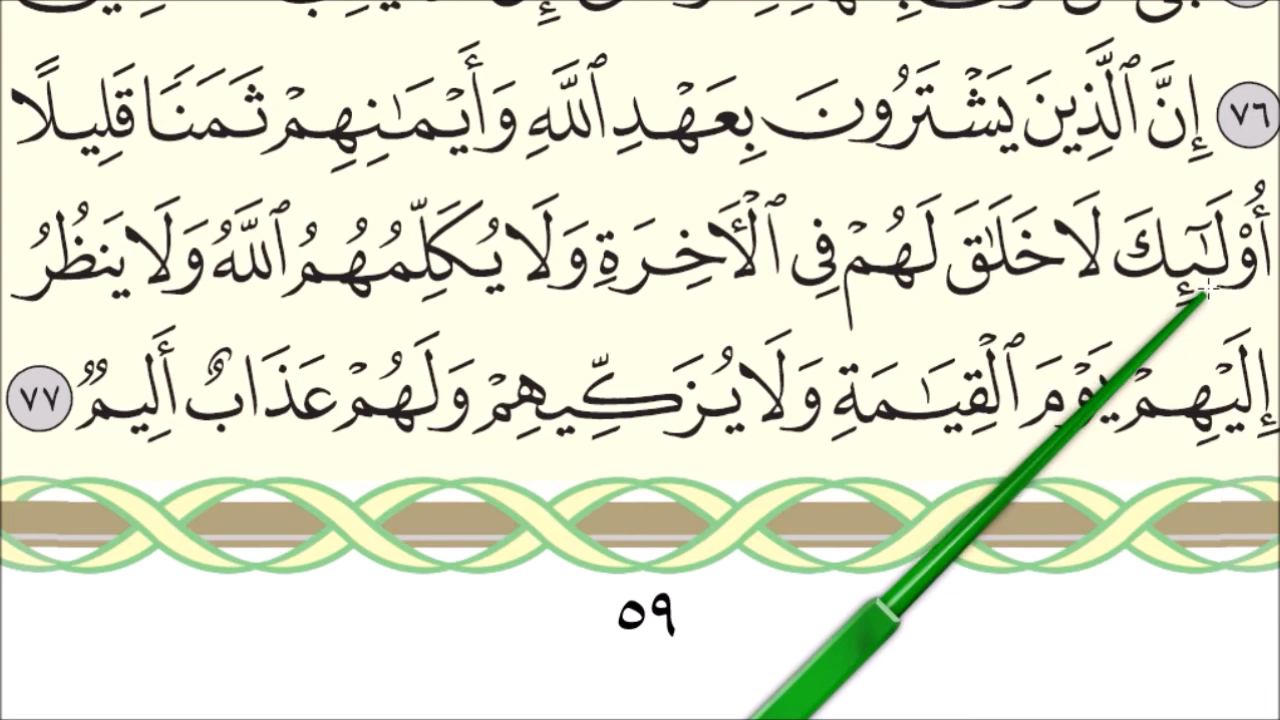 ٧٦ إِنَّ ٱلَّذِينَ يَشْتَرُونَ بِعَهْدِ ٱللَّهِ وَأَيْمَٰنِهِمْ ثَمَنًا قَلِيلًا
أُو۟لَٰٓئِكَ لَا خَلَٰقَ لَهُمْ فِى ٱلْأَخِرَةِ وَلَا يُكَلِّمُهُمُ ٱللَّهُ وَلَا يَنظُرُ
إِلَيْهِمْ يَوْمَ ٱلْقِيَٰمَةِ وَلَا يُزَكِّيهِمْ وَلَهُمْ عَذَابٌ أَلِيمٌ ٧٧
٥٩